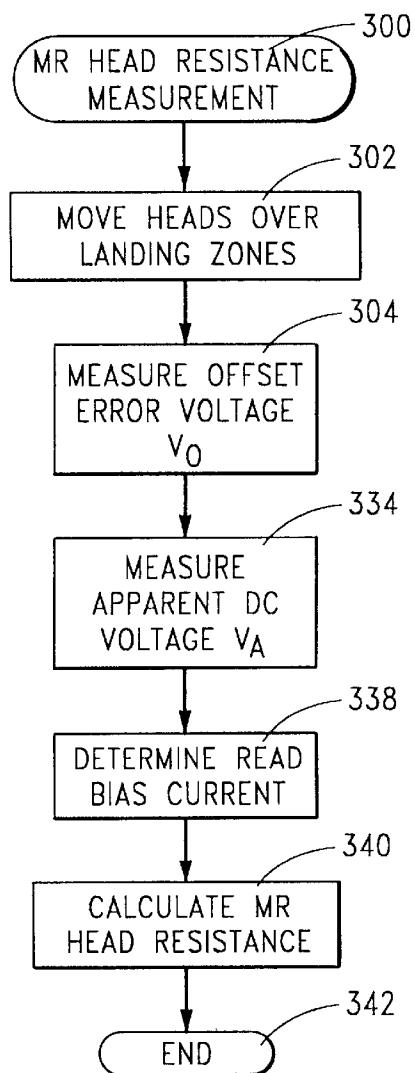 300
MR HEAD RESISTANCE
MEASUREMENT
302
MOVE HEADS OVER
LANDING ZONES
304
MEASURE OFFSET
ERROR VOLTAGE
VO
334
MEASURE
APPARENT DC
VOLTAGE VA
338
DETERMINE READ
BIAS CURRENT
340
CALCULATE MR
HEAD RESISTANCE
342
END